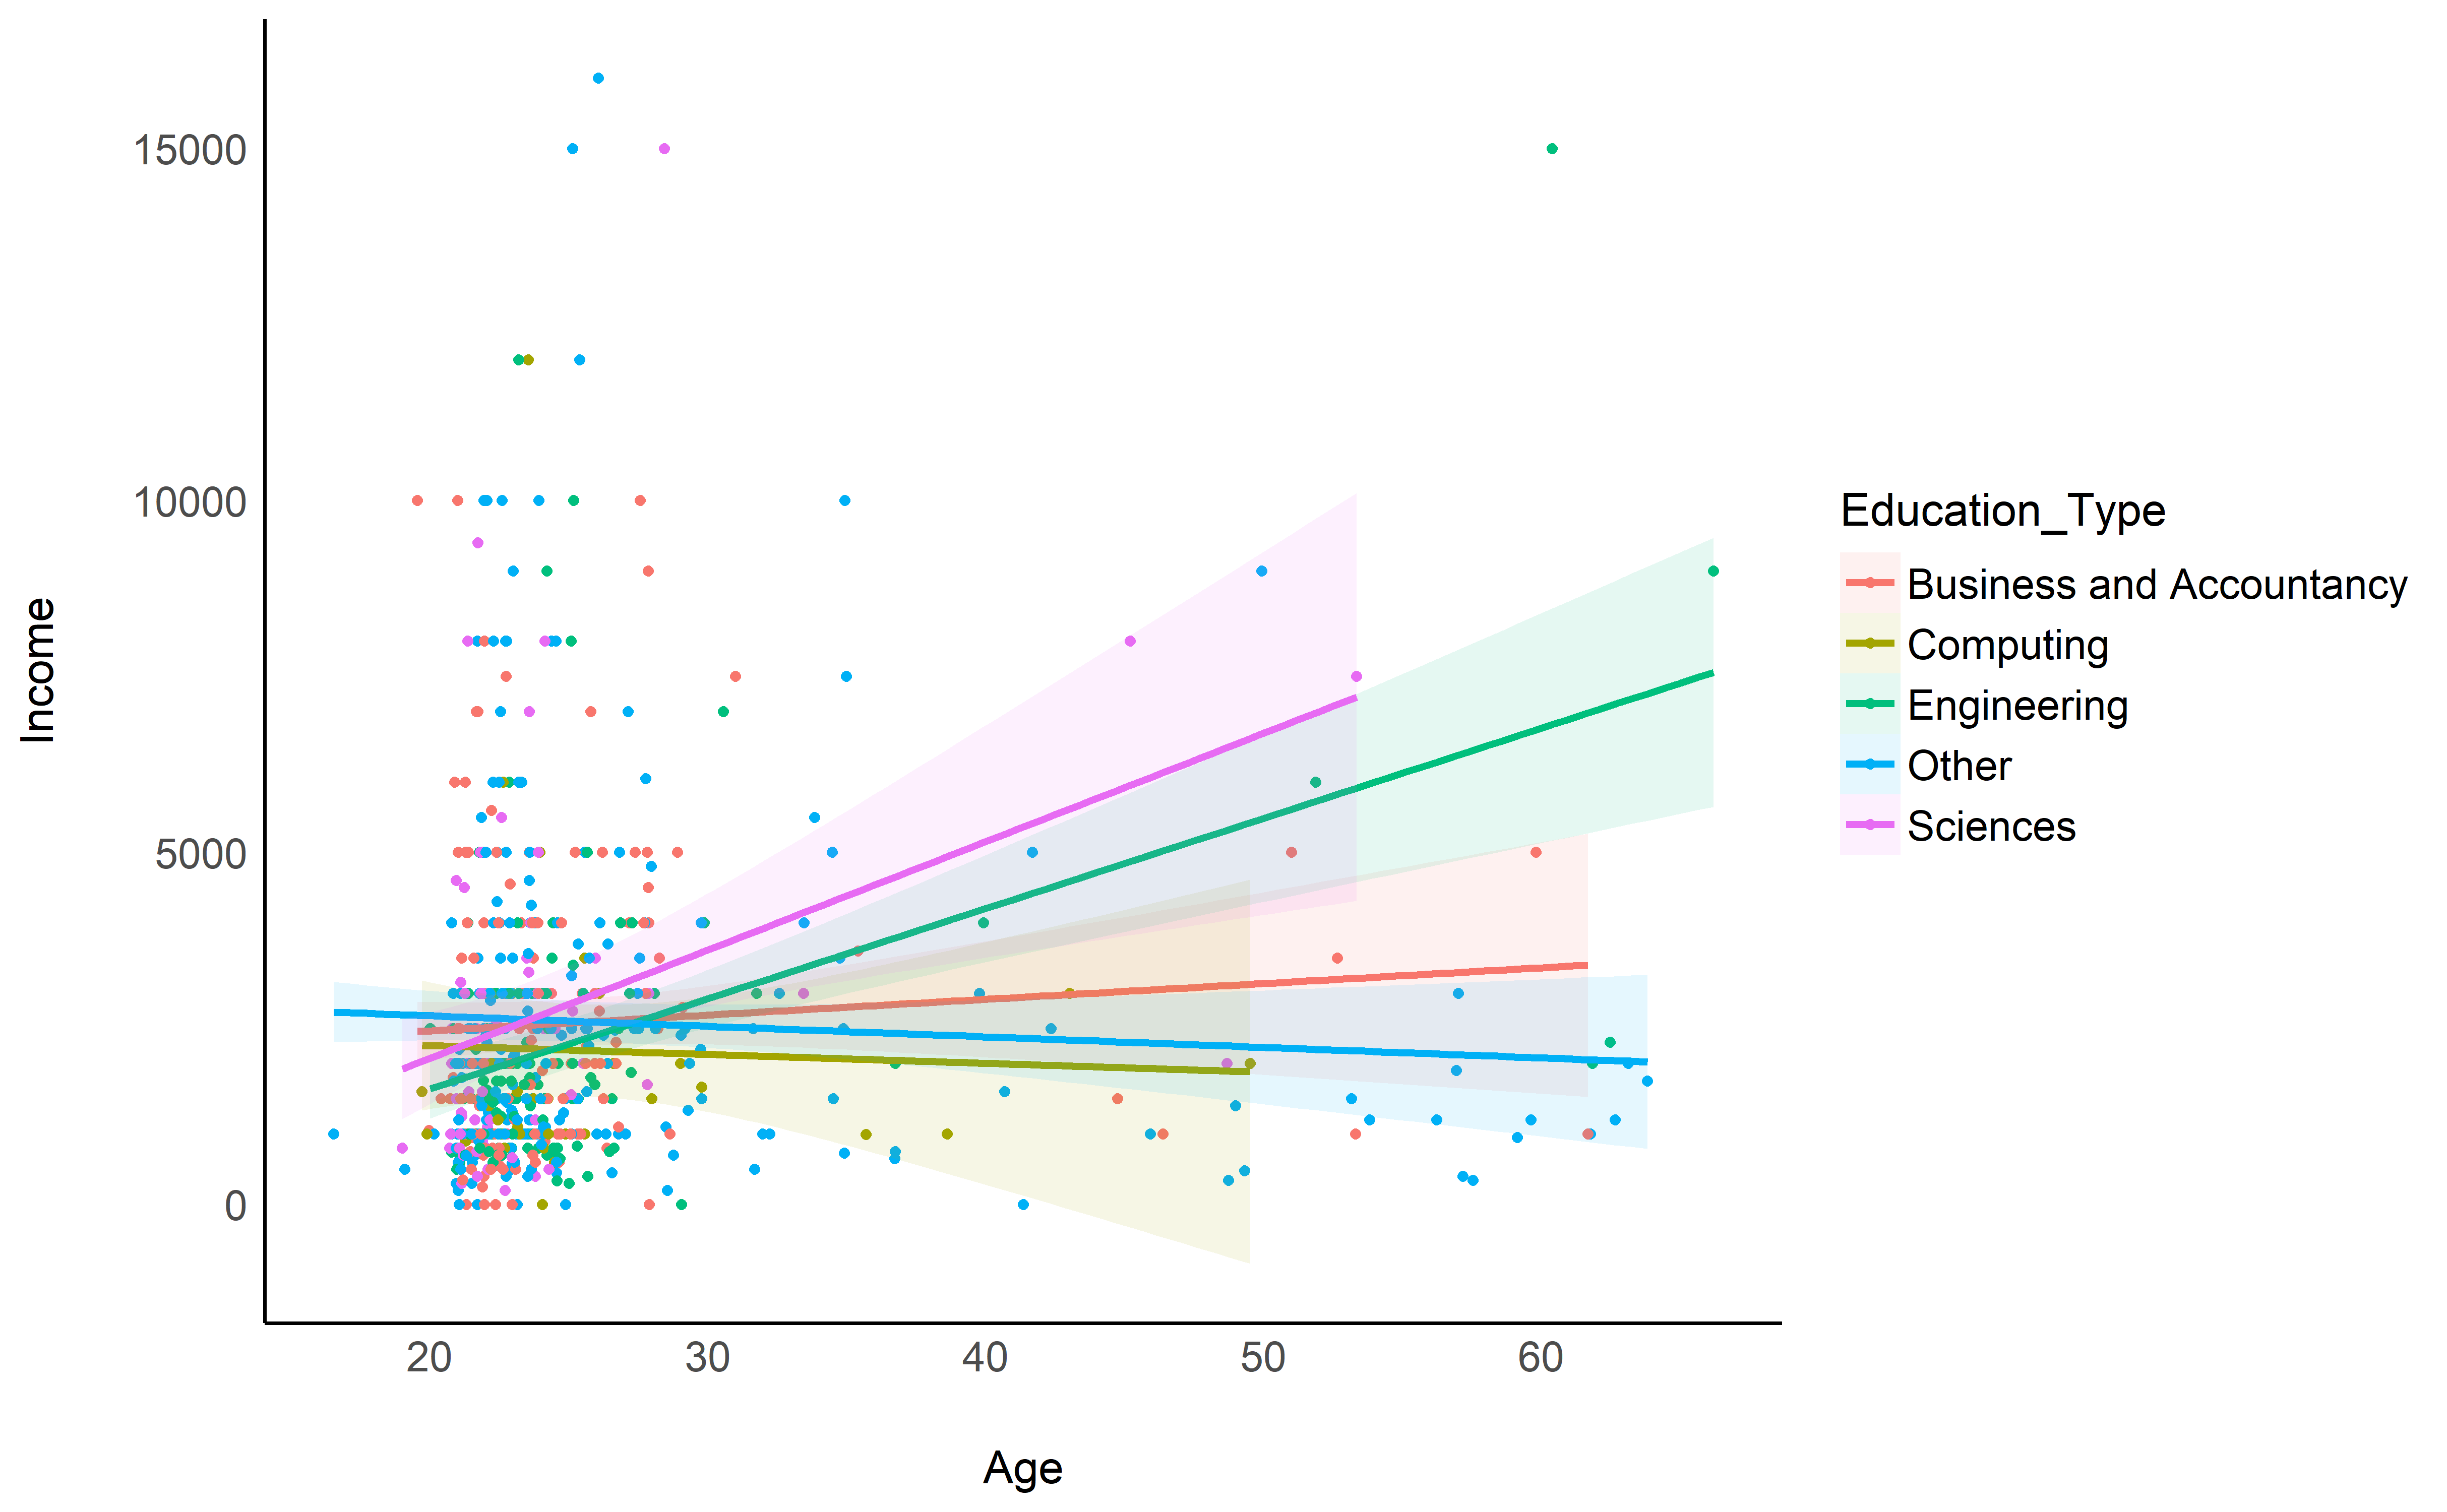 15000
10000
5000
0
Income
20 30 40 50 60
Age
Education_Type
Business and Accountancy
Computing
Engineering
Other
Sciences